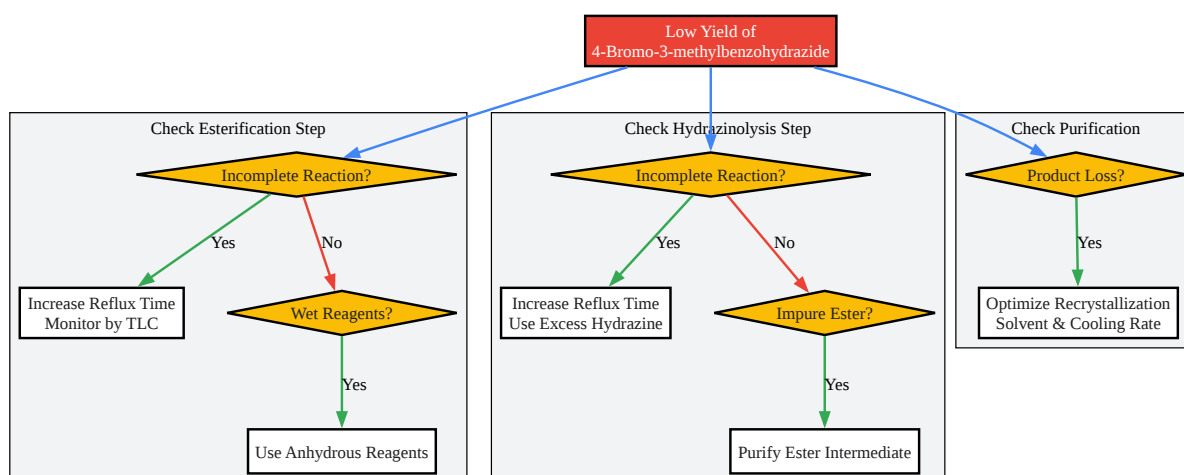 Low Yield of
4-Bromo-3-methylbenzohydrazide
Check Esterification Step
Incomplete Reaction?
Yes
No
Increase Reflux Time
Monitor by TLC
Wet Reagents?
Yes
Use Anhydrous Reagents
Check Hydrazinolysis Step
Incomplete Reaction?
Yes
No
Increase Reflux Time
Use Excess Hydrazine
Impure Ester?
Yes
Purify Ester Intermediate
Check Purification
Product Loss?
Yes
Optimize Recrystallization
Solvent & Cooling Rate